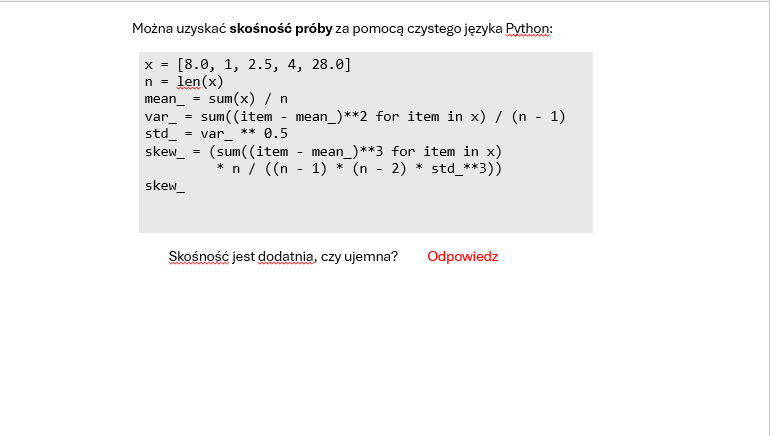 Można uzyskać skośność próby za pomocą czystego języka Python:
x = [8.0, 1, 2.5, 4, 28.0]
n = len(x)
mean_ = sum(x) / n
var_ = sum((item - mean_)**2 for item in x) / (n - 1)
std_ = var_ ** 0.5
skew_ = (sum((item - mean_)**3 for item in x)
         * n / ((n - 1) * (n - 2) * std_**3))
skew_
Skośność jest dodatnia, czy ujemna? Odpowiedz